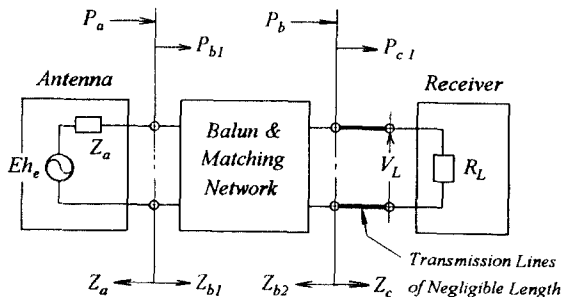 P_a
P_b1
P_b
P_c1
Antenna
Receiver
Eh_e
Z_a
Balun &
Matching
Network
V_L
R_L
Transmission Lines
of Negligible Length
Z_a
Z_b1
Z_b2
Z_c